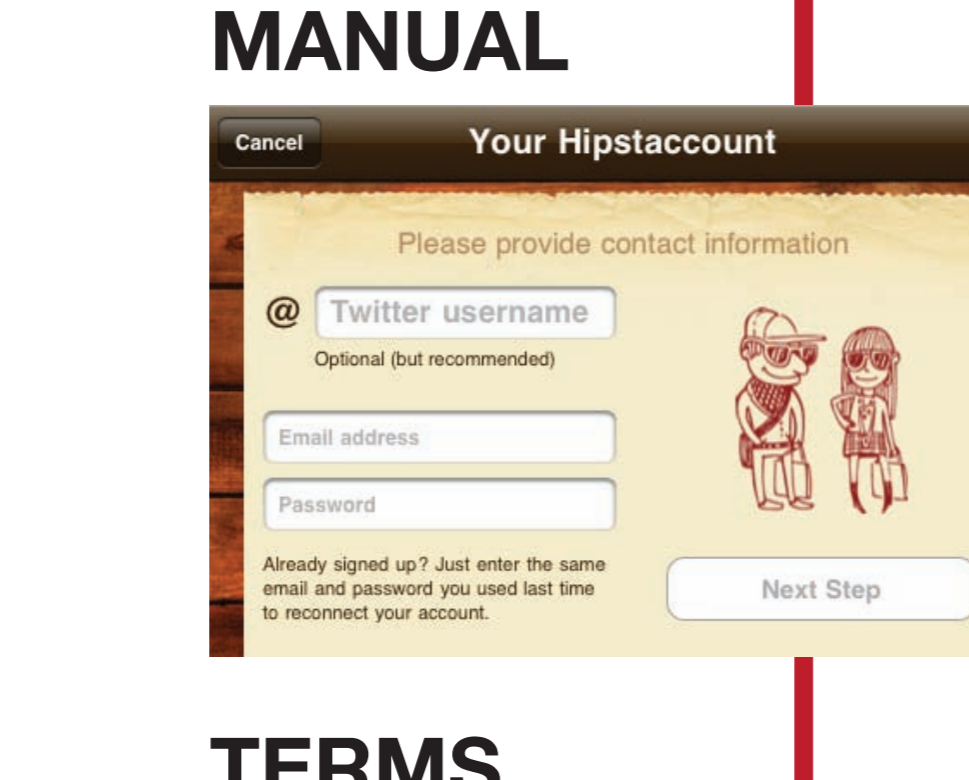 MANUAL
Cancel
Your Hipstaccount
Please provide contact information
@ Twitter username
Optional (but recommended)
Email address
Password
Already signed up? Just enter the same
email and password you used last time
to reconnect your account.
Next Step
TERMS